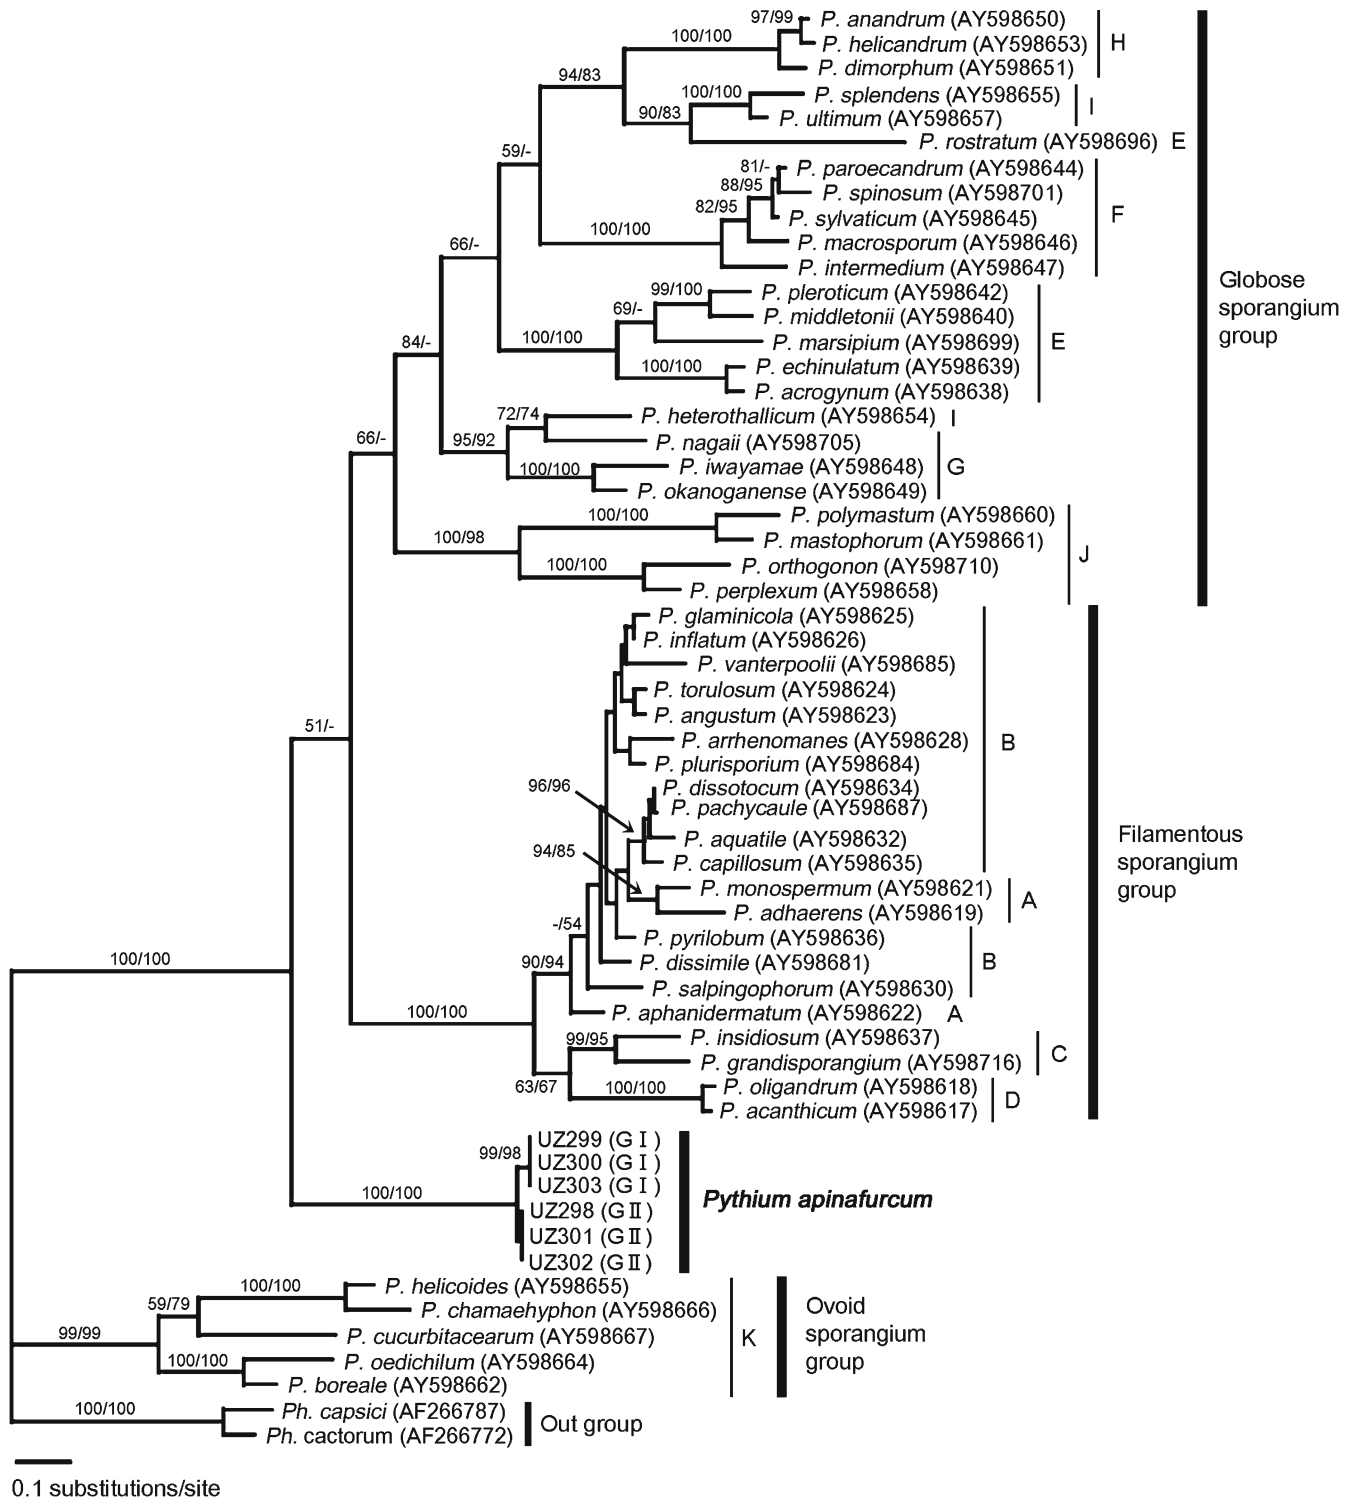 97/99
P. anandrum (AY598650)
100/100
P. helicandrum (AY598653)
H
P. dimorphum (AY598651)
94/83
100/100
P. splendens (AY598655)
I
90/83
P. ultimum (AY598657)
P. rostratum (AY598696) E
59/-
81/-
P. paroecandrum (AY598644)
88/95
P. spinosum (AY598701)
82/95
P. sylvaticum (AY598645)
F
100/100
P. macrosporum (AY598646)
66/-
P. intermedium (AY598647)
Globose
sporangium
group
99/100
P. pleroticum (AY598642)
69/-
P. middletonii (AY598640)
100/100
P. marsipium (AY598699)
E
84/-
100/100
P. echinulatum (AY598639)
P. acrogynum (AY598638)
72/74
P. heterothallicum (AY598654) I
66/-
95/92
P. nagaii (AY598705)
100/100
P. iwayamae (AY598648)
G
P. okanoganense (AY598649)
100/100
P. polymastum (AY598660)
100/98
P. mastophorum (AY598661)
J
100/100
P. orthogonon (AY598710)
P. perplexum (AY598658)
P. glaminicola (AY598625)
P. inflatum (AY598626)
P. vanterpoolii (AY598685)
P. torulosum (AY598624)
51/-
P. angustum (AY598623)
P. arrhenomanes (AY598628)
B
P. plurisporium (AY598684)
96/96
P. dissotocum (AY598634)
P. pachycaule (AY598687)
P. aquatile (AY598632)
94/85
P. capillosum (AY598635)
Filamentous
sporangium
group
P. monospermum (AY598621)
A
P. adhaerens (AY598619)
-/54
P. pyrilobum (AY598636)
90/94
P. dissimile (AY598681)
B
100/100
P. salpingophorum (AY598630)
100/100
P. aphanidermatum (AY598622) A
99/95
P. insidiosum (AY598637)
C
P. grandisporangium (AY598716)
63/67
100/100
P. oligandrum (AY598618)
D
P. acanthicum (AY598617)
99/98
UZ299 (G I)
UZ300 (G I)
UZ303 (G I)
100/100
Pythium apinafurcum
UZ298 (G II)
UZ301 (G II)
UZ302 (G II)
100/100
P. helicoides (AY598655)
59/79
P. chamaehyphon (AY598666)
99/99
P. cucurbitacearum (AY598667)
K
Ovoid
sporangium
group
100/100
P. oedichilum (AY598664)
P. boreale (AY598662)
100/100
Ph. capsici (AF266787)
Out group
Ph. cactorum (AF266772)
0.1 substitutions/site